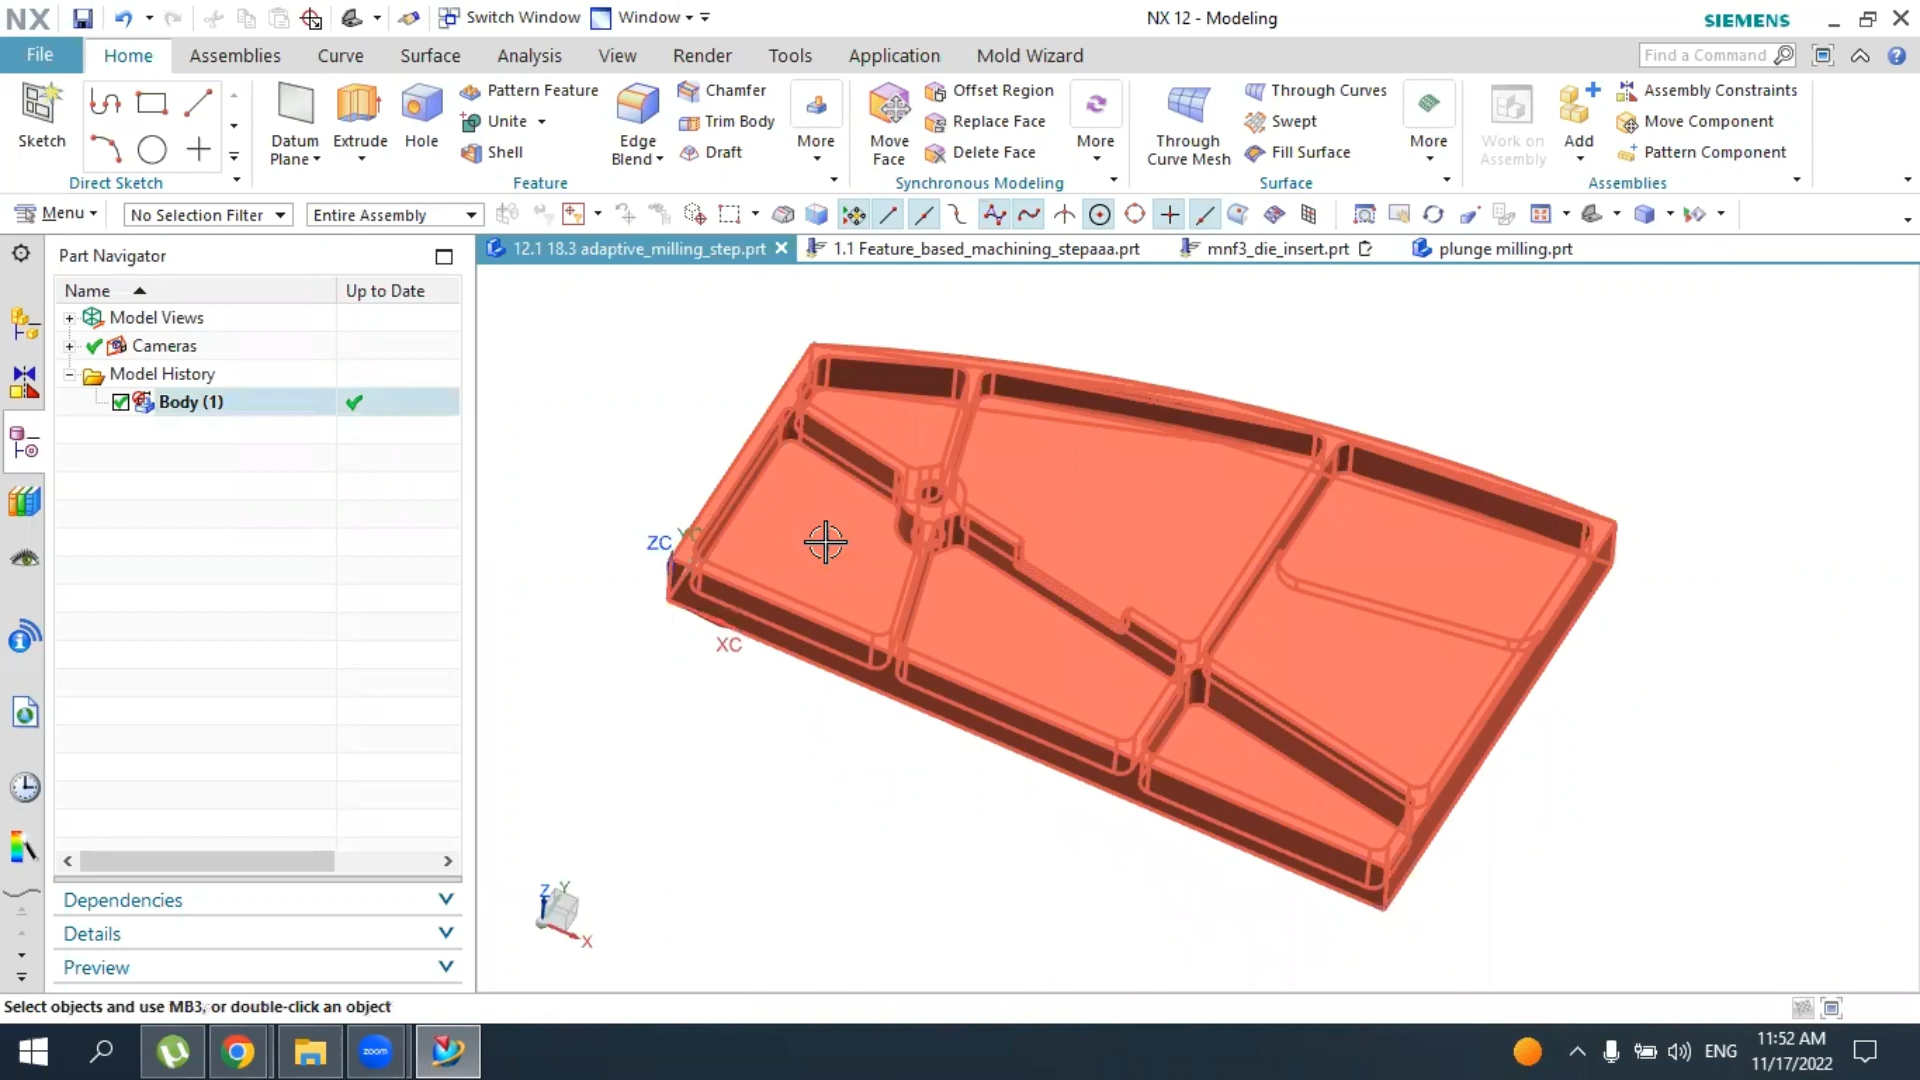 NX
Switch Window
Window
NX 12 - Modeling
SIEMENS
File
Home
Assemblies
Curve
Surface
Analysis
View
Render
Tools
Application
Mold Wizard
Find a Command
Sketch
Direct Sketch
Datum Plane
Extrude
Hole
Pattern Feature
Unite
Shell
Edge Blend
Chamfer
Trim Body
Draft
More
Feature
Move Face
Offset Region
Replace Face
Delete Face
More
Synchronous Modeling
Through Curve Mesh
Through Curves
Swept
Fill Surface
More
Surface
Work on Assembly
Add
Assembly Constraints
Move Component
Pattern Component
Assemblies
Menu
No Selection Filter
Entire Assembly
Part Navigator
12.1 18.3 adaptive_milling_step.prt
1.1 Feature_based_machining_stepaaa.prt
mnf3_die_insert.prt
plunge milling.prt
Name
Up to Date
Model Views
Cameras
Model History
Body (1)
ZC
YC
XC
Z
Y
X
Dependencies
Details
Preview
Select objects and use MB3, or double-click an object
zoom
ENG
11:52 AM
11/17/2022